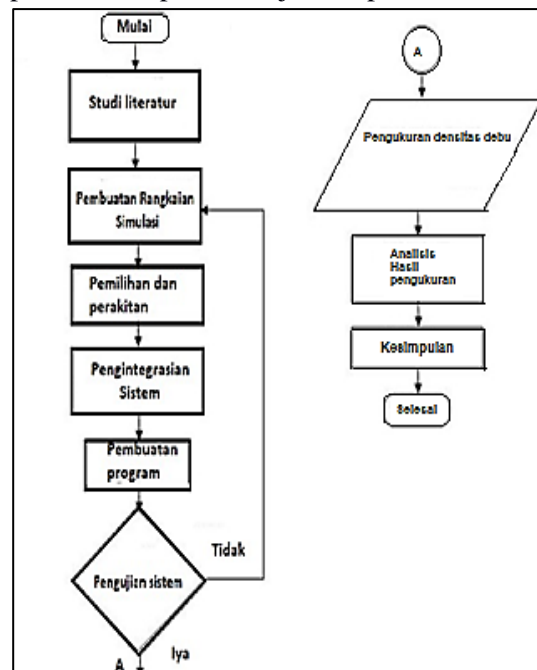 Mulai
Studi literatur
Pembuatan Rangkaian
Simulasi
Pemilihan dan
perakitan
Pengintegrasian
Sistem
Pembuatan
program
Tidak
Pengujian sistem
Iya
A
A
Pengukuran densitas debu
Analisis
Hasil
pengukuran
Kesimpulan
Selesai